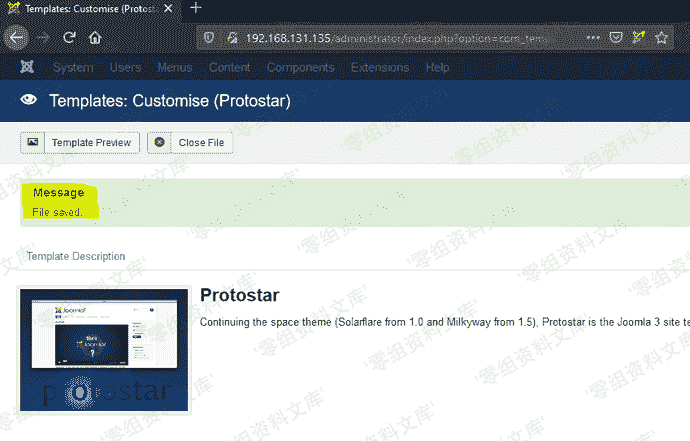 Templates: Customise (Protostar)
192.168.131.135/administrator/index.php?option=com_tem
System Users Menus Content Components Extensions Help
Templates: Customise (Protostar)
Template Preview Close File
Message
File saved.
Template Description
Protostar
Continuing the space theme (Solarflare from 1.0 and Milkyway from 1.5), Protostar is the Joomla 3 site te
protostar
'零组资料文库'